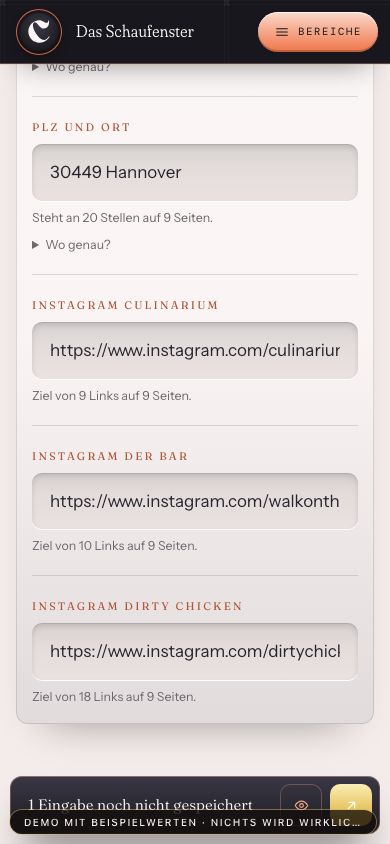 C
Das Schaufenster
BEREICHE
Wo genau?
PLZ UND ORT
30449 Hannover
Steht an 20 Stellen auf 9 Seiten.
Wo genau?
INSTAGRAM CULINARIUM
https://www.instagram.com/culinariur
Ziel von 9 Links auf 9 Seiten.
INSTAGRAM DER BAR
https://www.instagram.com/walkonth
Ziel von 10 Links auf 9 Seiten.
INSTAGRAM DIRTY CHICKEN
https://www.instagram.com/dirtychicl
Ziel von 18 Links auf 9 Seiten.
1 Eingabe noch nicht gespeichert
DEMO MIT BEISPIELWERTEN · NICHTS WIRD WIRKLIC…